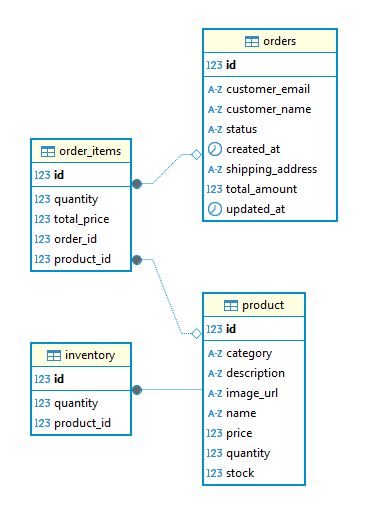 orders
123 id
A-Z customer_email
A-Z customer_name
A-Z status
created_at
A-Z shipping_address
123 total_amount
updated_at
order_items
123 id
123 quantity
123 total_price
123 order_id
123 product_id
product
123 id
A-Z category
A-Z description
A-Z image_url
A-Z name
123 price
123 quantity
123 stock
inventory
123 id
123 quantity
123 product_id